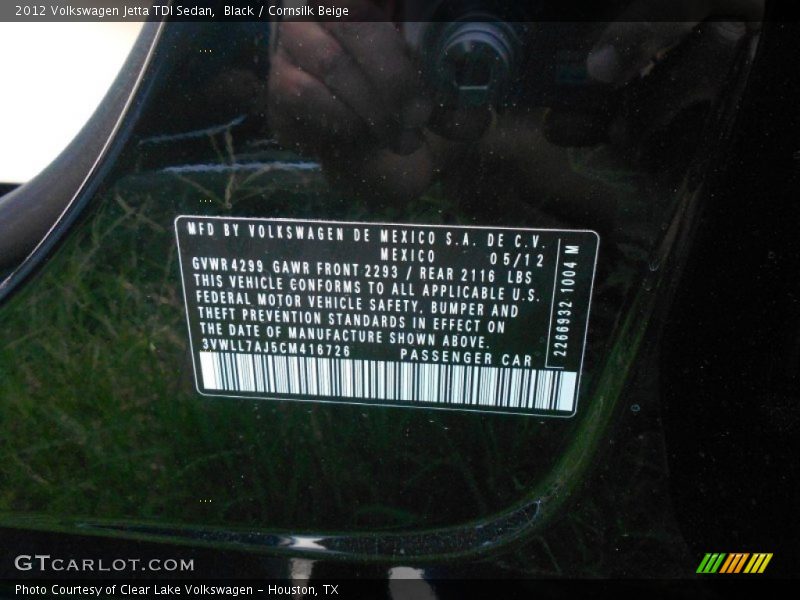 2012 Volkswagen Jetta TDI Sedan,  Black / Cornsilk Beige
MFD BY VOLKSWAGEN DE MEXICO S.A. DE C.V.
MEXICO 05/12
GVWR 4299 GAWR FRONT 2293 / REAR 2116 LBS
THIS VEHICLE CONFORMS TO ALL APPLICABLE U.S.
FEDERAL MOTOR VEHICLE SAFETY, BUMPER AND
THEFT PREVENTION STANDARDS IN EFFECT ON
THE DATE OF MANUFACTURE SHOWN ABOVE.
3VWLL7AJ5CM416726 PASSENGER CAR
2266932 1004 M
GTCARLOT.COM
Photo Courtesy of Clear Lake Volkswagen - Houston, TX